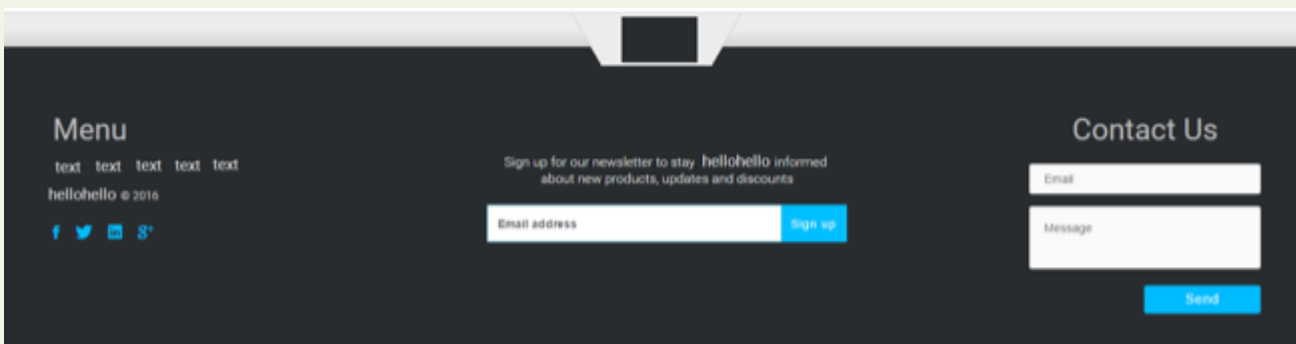 Menu
text text text text text
hellohello © 2016
Sign up for our newsletter to stay hellohello informed
about new products, updates and discounts
Email address
Sign up
Contact Us
Email
Message
Send